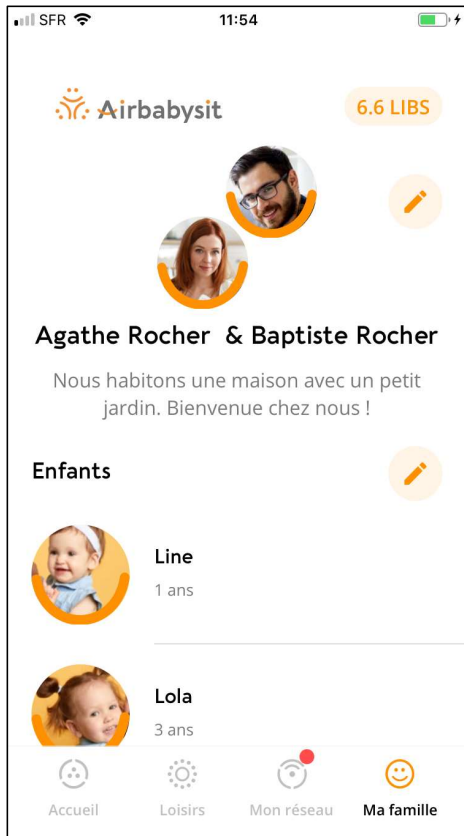 SFR 11:54
Airbabysit 6.6 LIBS
Agathe Rocher & Baptiste Rocher
Nous habitons une maison avec un petit
jardin. Bienvenue chez nous !
Enfants
Line
1 ans
Lola
3 ans
Accueil Loisirs Mon réseau Ma famille